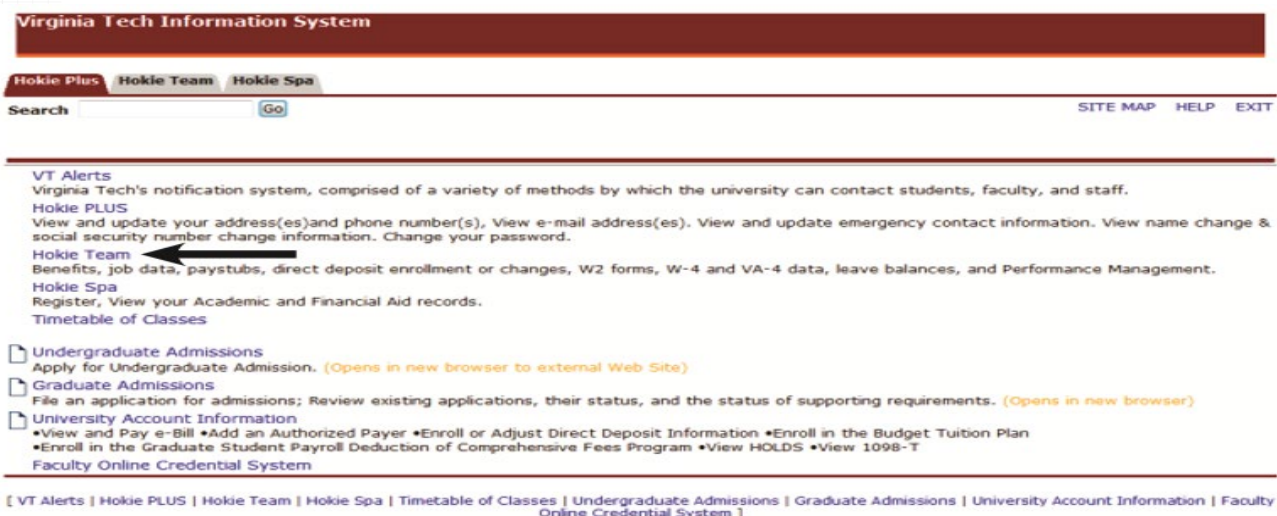 Virginia Tech Information System
Hokie Plus Hokie Team Hokie Spa
Search Go SITE MAP HELP EXIT
VT Alerts
Virginia Tech's notification system, comprised of a variety of methods by which the university can contact students, faculty, and staff.
Hokie PLUS
View and update your address(es)and phone number(s), View e-mail address(es). View and update emergency contact information. View name change &
social security number change information. Change your password.
Hokie Team
Benefits, job data, paystubs, direct deposit enrollment or changes, W2 forms, W-4 and VA-4 data, leave balances, and Performance Management.
Hokie Spa
Register, View your Academic and Financial Aid records.
Timetable of Classes
Undergraduate Admissions
Apply for Undergraduate Admission. (Opens in new browser to external Web Site)
Graduate Admissions
File an application for admissions; Review existing applications, their status, and the status of supporting requirements. (Opens in new browser)
University Account Information
•View and Pay e-Bill •Add an Authorized Payer •Enroll or Adjust Direct Deposit Information •Enroll in the Budget Tuition Plan
•Enroll in the Graduate Student Payroll Deduction of Comprehensive Fees Program •View HOLDS •View 1098-T
Faculty Online Credential System
[ VT Alerts | Hokie PLUS | Hokie Team | Hokie Spa | Timetable of Classes | Undergraduate Admissions | Graduate Admissions | University Account Information | Faculty
Online Credential System ]